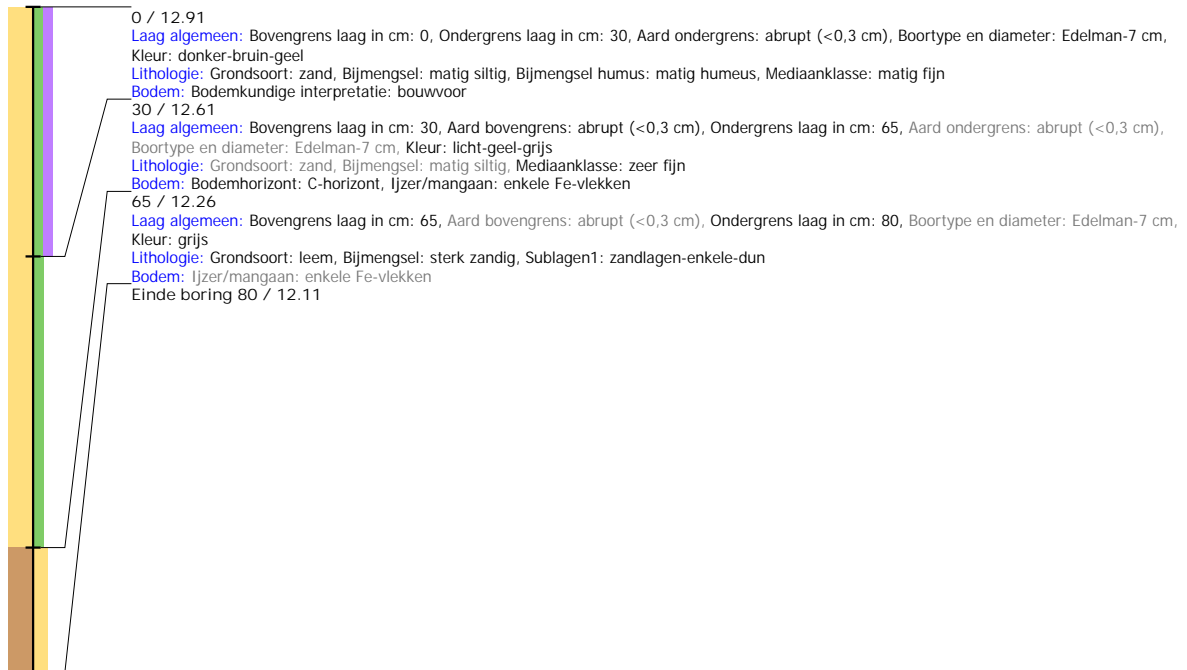 0 / 12.91
Laag algemeen: Bovengrens laag in cm: 0, Ondergrens laag in cm: 30, Aard ondergrens: abrupt (<0,3 cm), Boortype en diameter: Edelman-7 cm,
Kleur: donker-bruin-geel
Lithologie: Grondsoort: zand, Bijmengsel: matig siltig, Bijmengsel humus: matig humeus, Mediaanklasse: matig fijn
Bodem: Bodemkundige interpretatie: bouwvoor
30 / 12.61
Laag algemeen: Bovengrens laag in cm: 30, Aard bovengrens: abrupt (<0,3 cm), Ondergrens laag in cm: 65, Aard ondergrens: abrupt (<0,3 cm),
Boortype en diameter: Edelman-7 cm, Kleur: licht-geel-grijs
Lithologie: Grondsoort: zand, Bijmengsel: matig siltig, Mediaanklasse: zeer fijn
Bodem: Bodemhorizont: C-horizont, Ijzer/mangaan: enkele Fe-vlekken
65 / 12.26
Laag algemeen: Bovengrens laag in cm: 65, Aard bovengrens: abrupt (<0,3 cm), Ondergrens laag in cm: 80, Boortype en diameter: Edelman-7 cm,
Kleur: grijs
Lithologie: Grondsoort: leem, Bijmengsel: sterk zandig, Sublagen1: zandlagen-enkele-dun
Bodem: Ijzer/mangaan: enkele Fe-vlekken
Einde boring 80 / 12.11